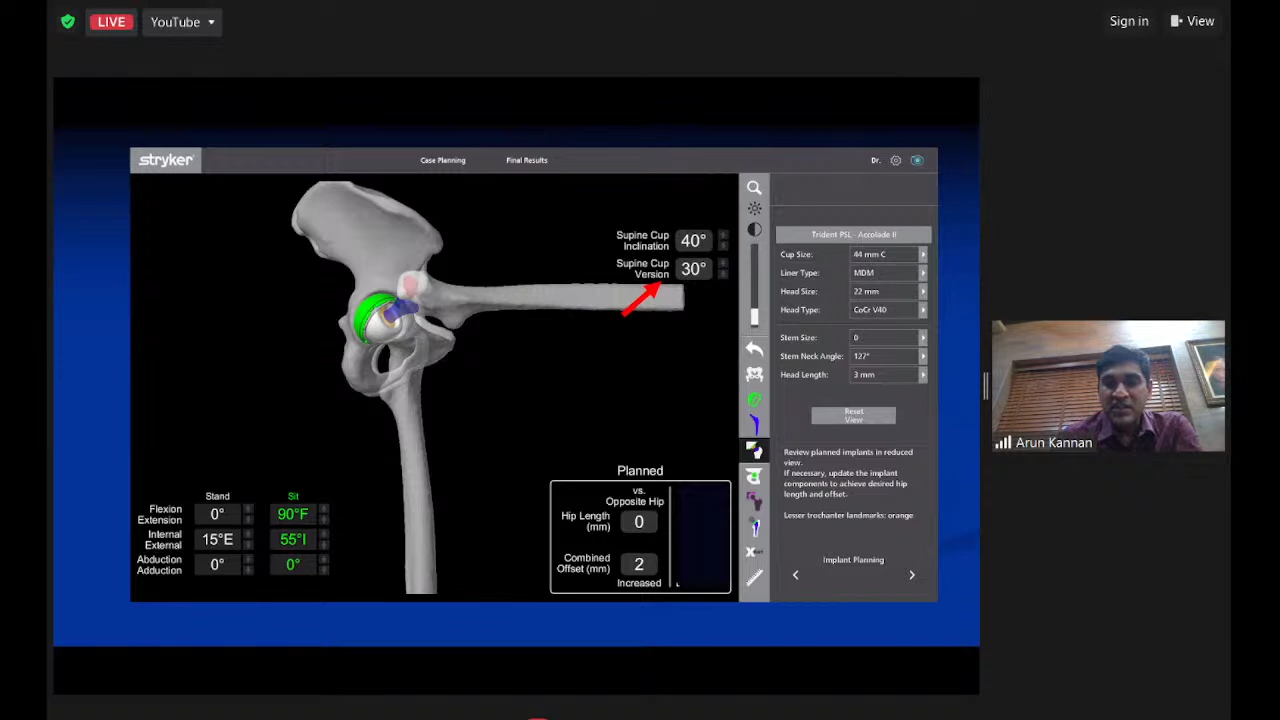 LIVE
YouTube
Sign in
View
stryker
Case Planning
Final Results
Dr.
Supine Cup
Inclination
40°
Supine Cup
Version
30°
Trident PSL - Accolade II
Cup Size:
44 mm C
Liner Type:
MDM
Head Size:
22 mm
Head Type:
CoCr V40
Stem Size:
0
Stem Neck Angle:
127°
Head Length:
3 mm
Reset
View
Review planned implants in reduced
view.
If necessary, update the implant
components to achieve desired hip
length and offset.
Lesser trochanter landmarks: orange
Implant Planning
Planned
vs.
Opposite Hip
Hip Length
(mm)
0
Combined
Offset (mm)
2
Increased
Stand
Sit
Flexion
Extension
0°
90°F
Internal
External
15°E
55°I
Abduction
Adduction
0°
0°
Arun Kannan